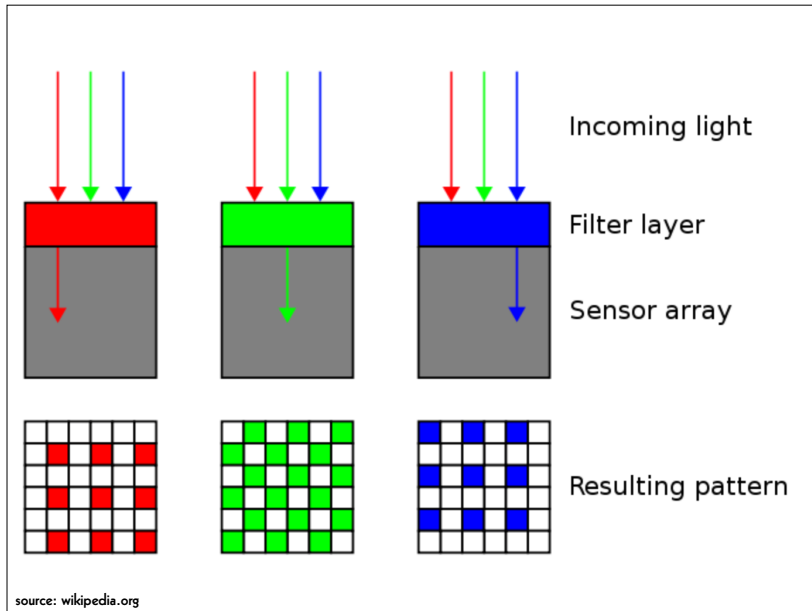 Incoming light
Filter layer
Sensor array
Resulting pattern
source: wikipedia.org